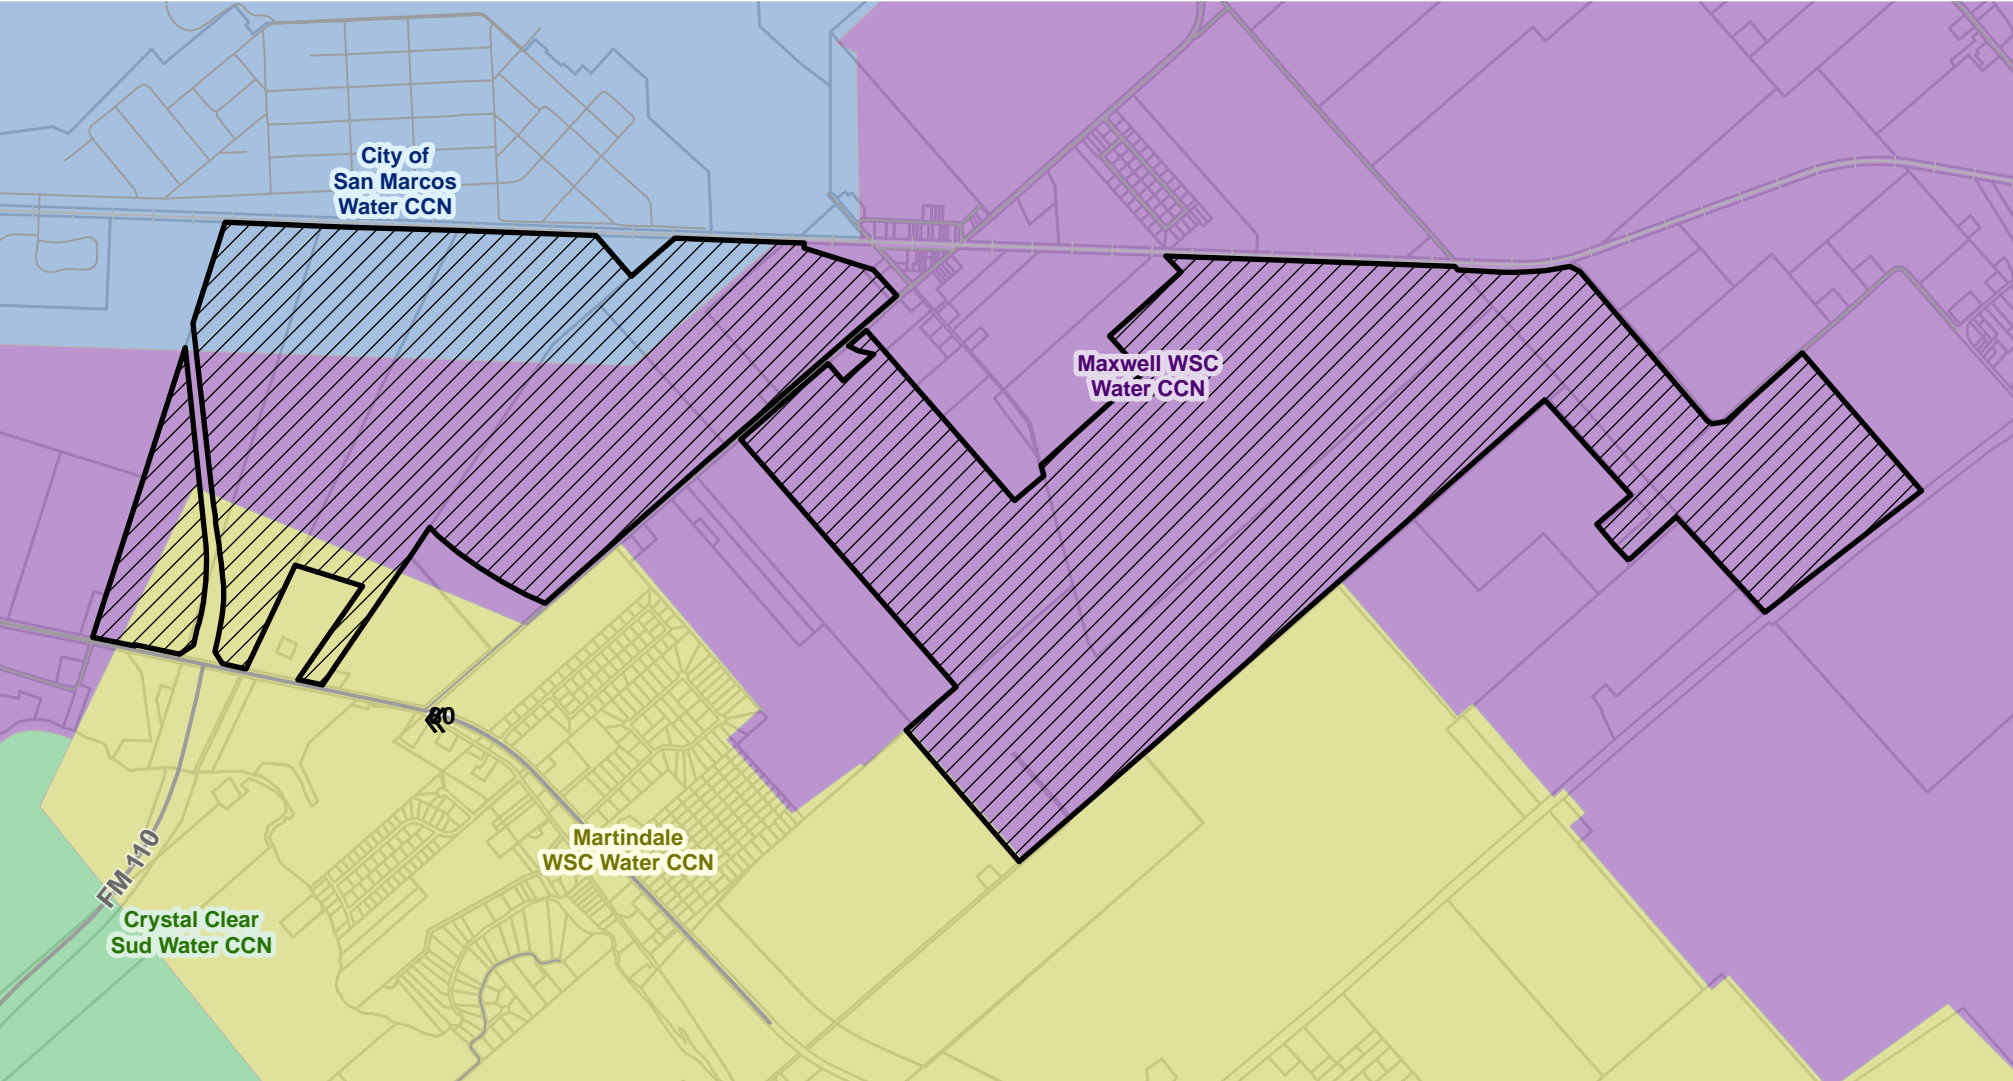 City of
San Marcos
Water CCN
Maxwell WSC
Water CCN
80
Martindale
WSC Water CCN
FM 110
Crystal Clear
Sud Water CCN